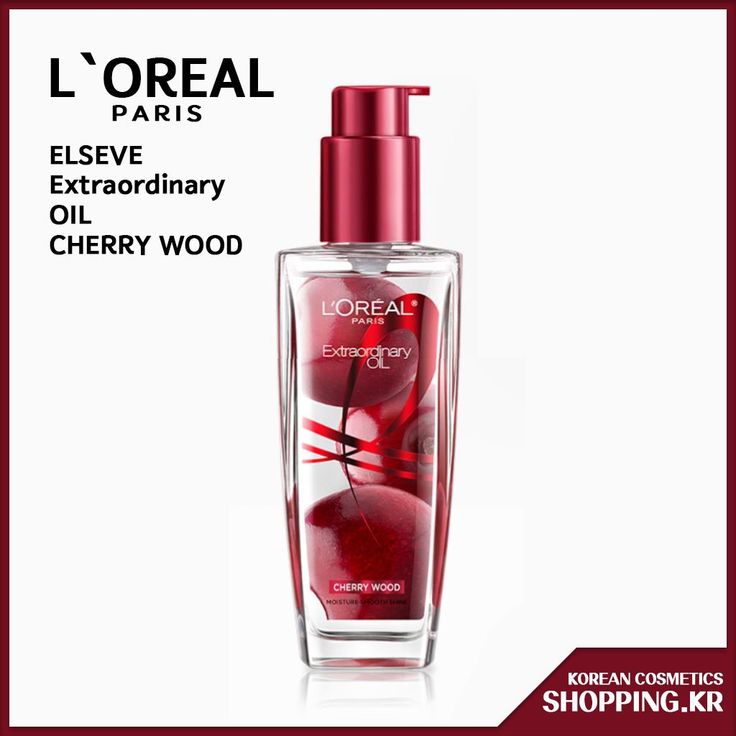 L`OREAL
PARIS
ELSEVE
Extraordinary
OIL
CHERRY WOOD
L'ORÉAL®
PARIS
Extraordinary
OIL
CHERRY WOOD
MOISTURE·SMOOTH·SHINE
KOREAN COSMETICS
SHOPPING.KR